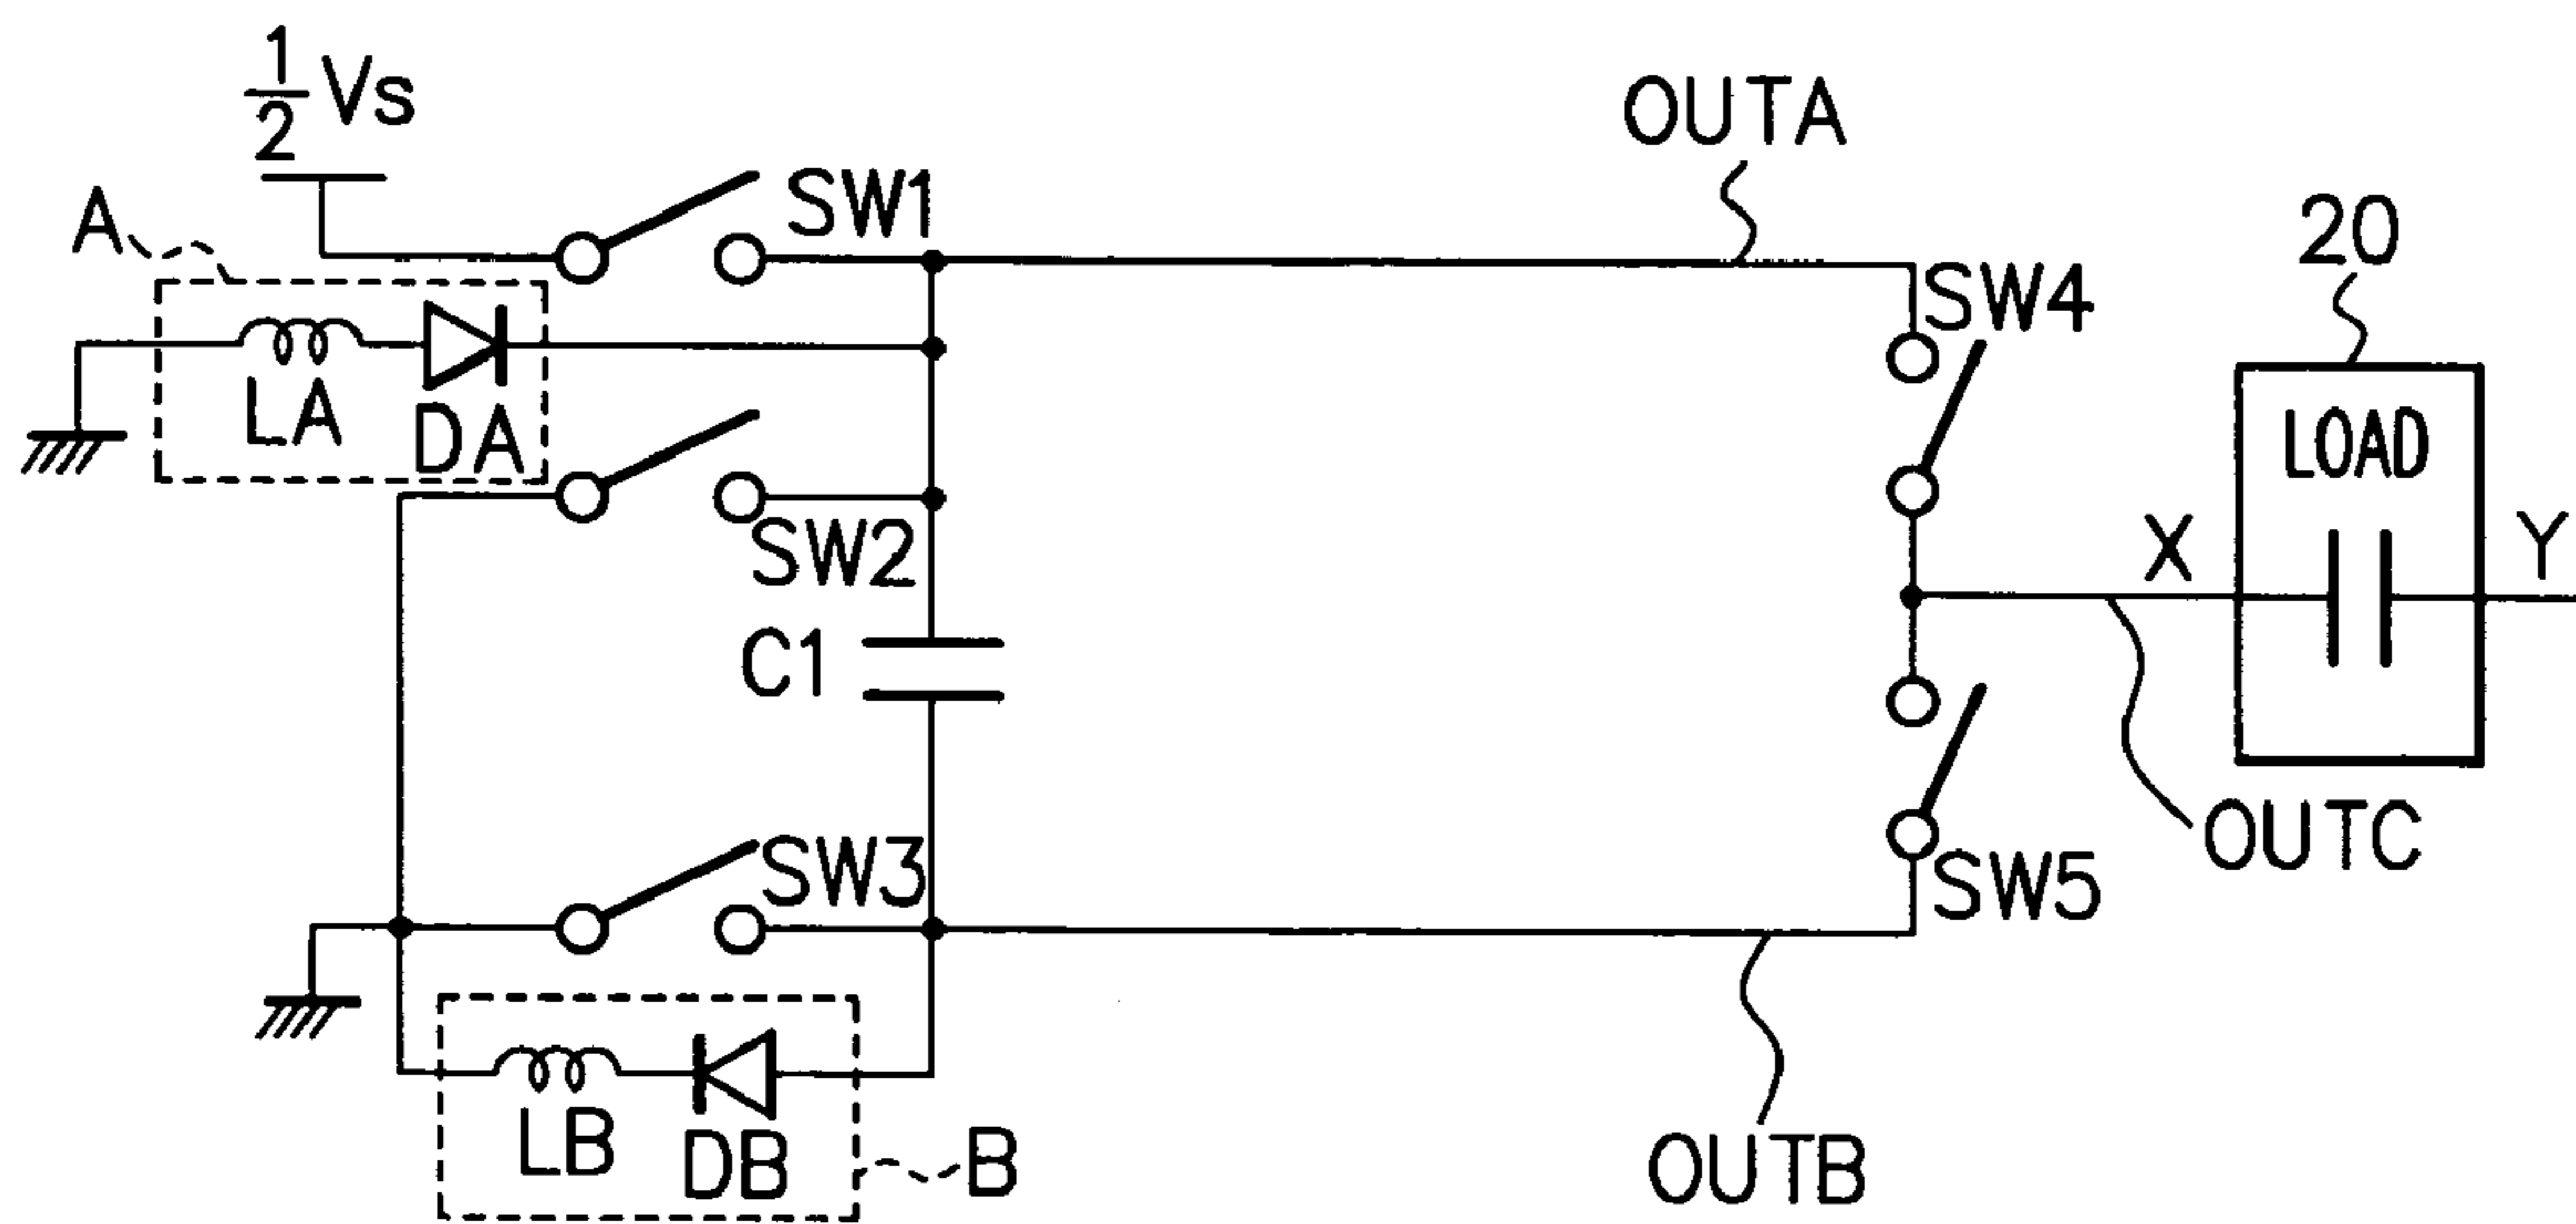 1/2 Vs
OUTA
A
SW1
20
SW4
LA
DA
LOAD
SW2
X
Y
C1
SW3
OUTC
SW5
LB
DB
B
OUTB